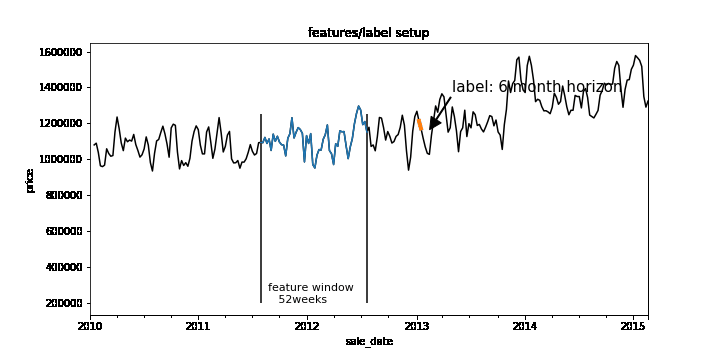 features/label setup
1600000
1400000
1200000
1000000
800000
600000
400000
200000
price
label: 6 month horizon
feature window
52weeks
2010
2011
2012
2013
2014
2015
sale_date